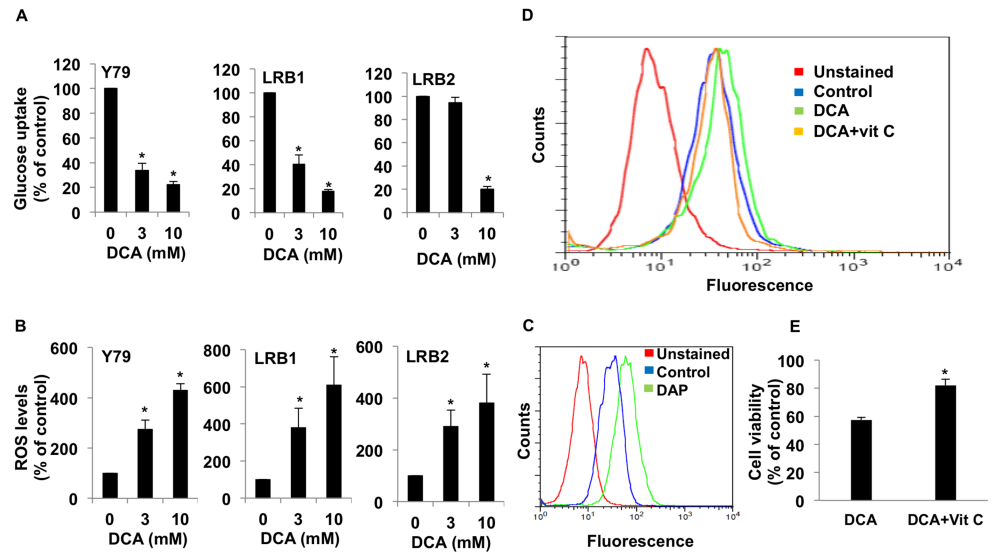 A
Glucose uptake
(% of control)
Y79
120
100
80
60
40
20
0
0 3 10
DCA (mM)
LRB1
120
100
80
60
40
20
0
0 3 10
DCA (mM)
LRB2
120
100
80
60
40
20
0
0 3 10
DCA (mM)
* *
* *
*
D
Counts
Unstained
Control
DCA
DCA+vit C
10⁰ 10¹ 10² 10³ 10⁴
Fluorescence
B
ROS levels
(% of control)
Y79
600
400
200
0
* *
0 3 10
DCA (mM)
LRB1
800
600
400
200
0
* *
0 3 10
DCA (mM)
LRB2
600
400
200
0
* *
0 3 10
DCA (mM)
C
Counts
Unstained
Control
DAP
10⁰ 10¹ 10² 10³ 10⁴
Fluorescence
E
Cell viability
(% of control)
100
80
60
40
20
0
*
DCA DCA+Vit C